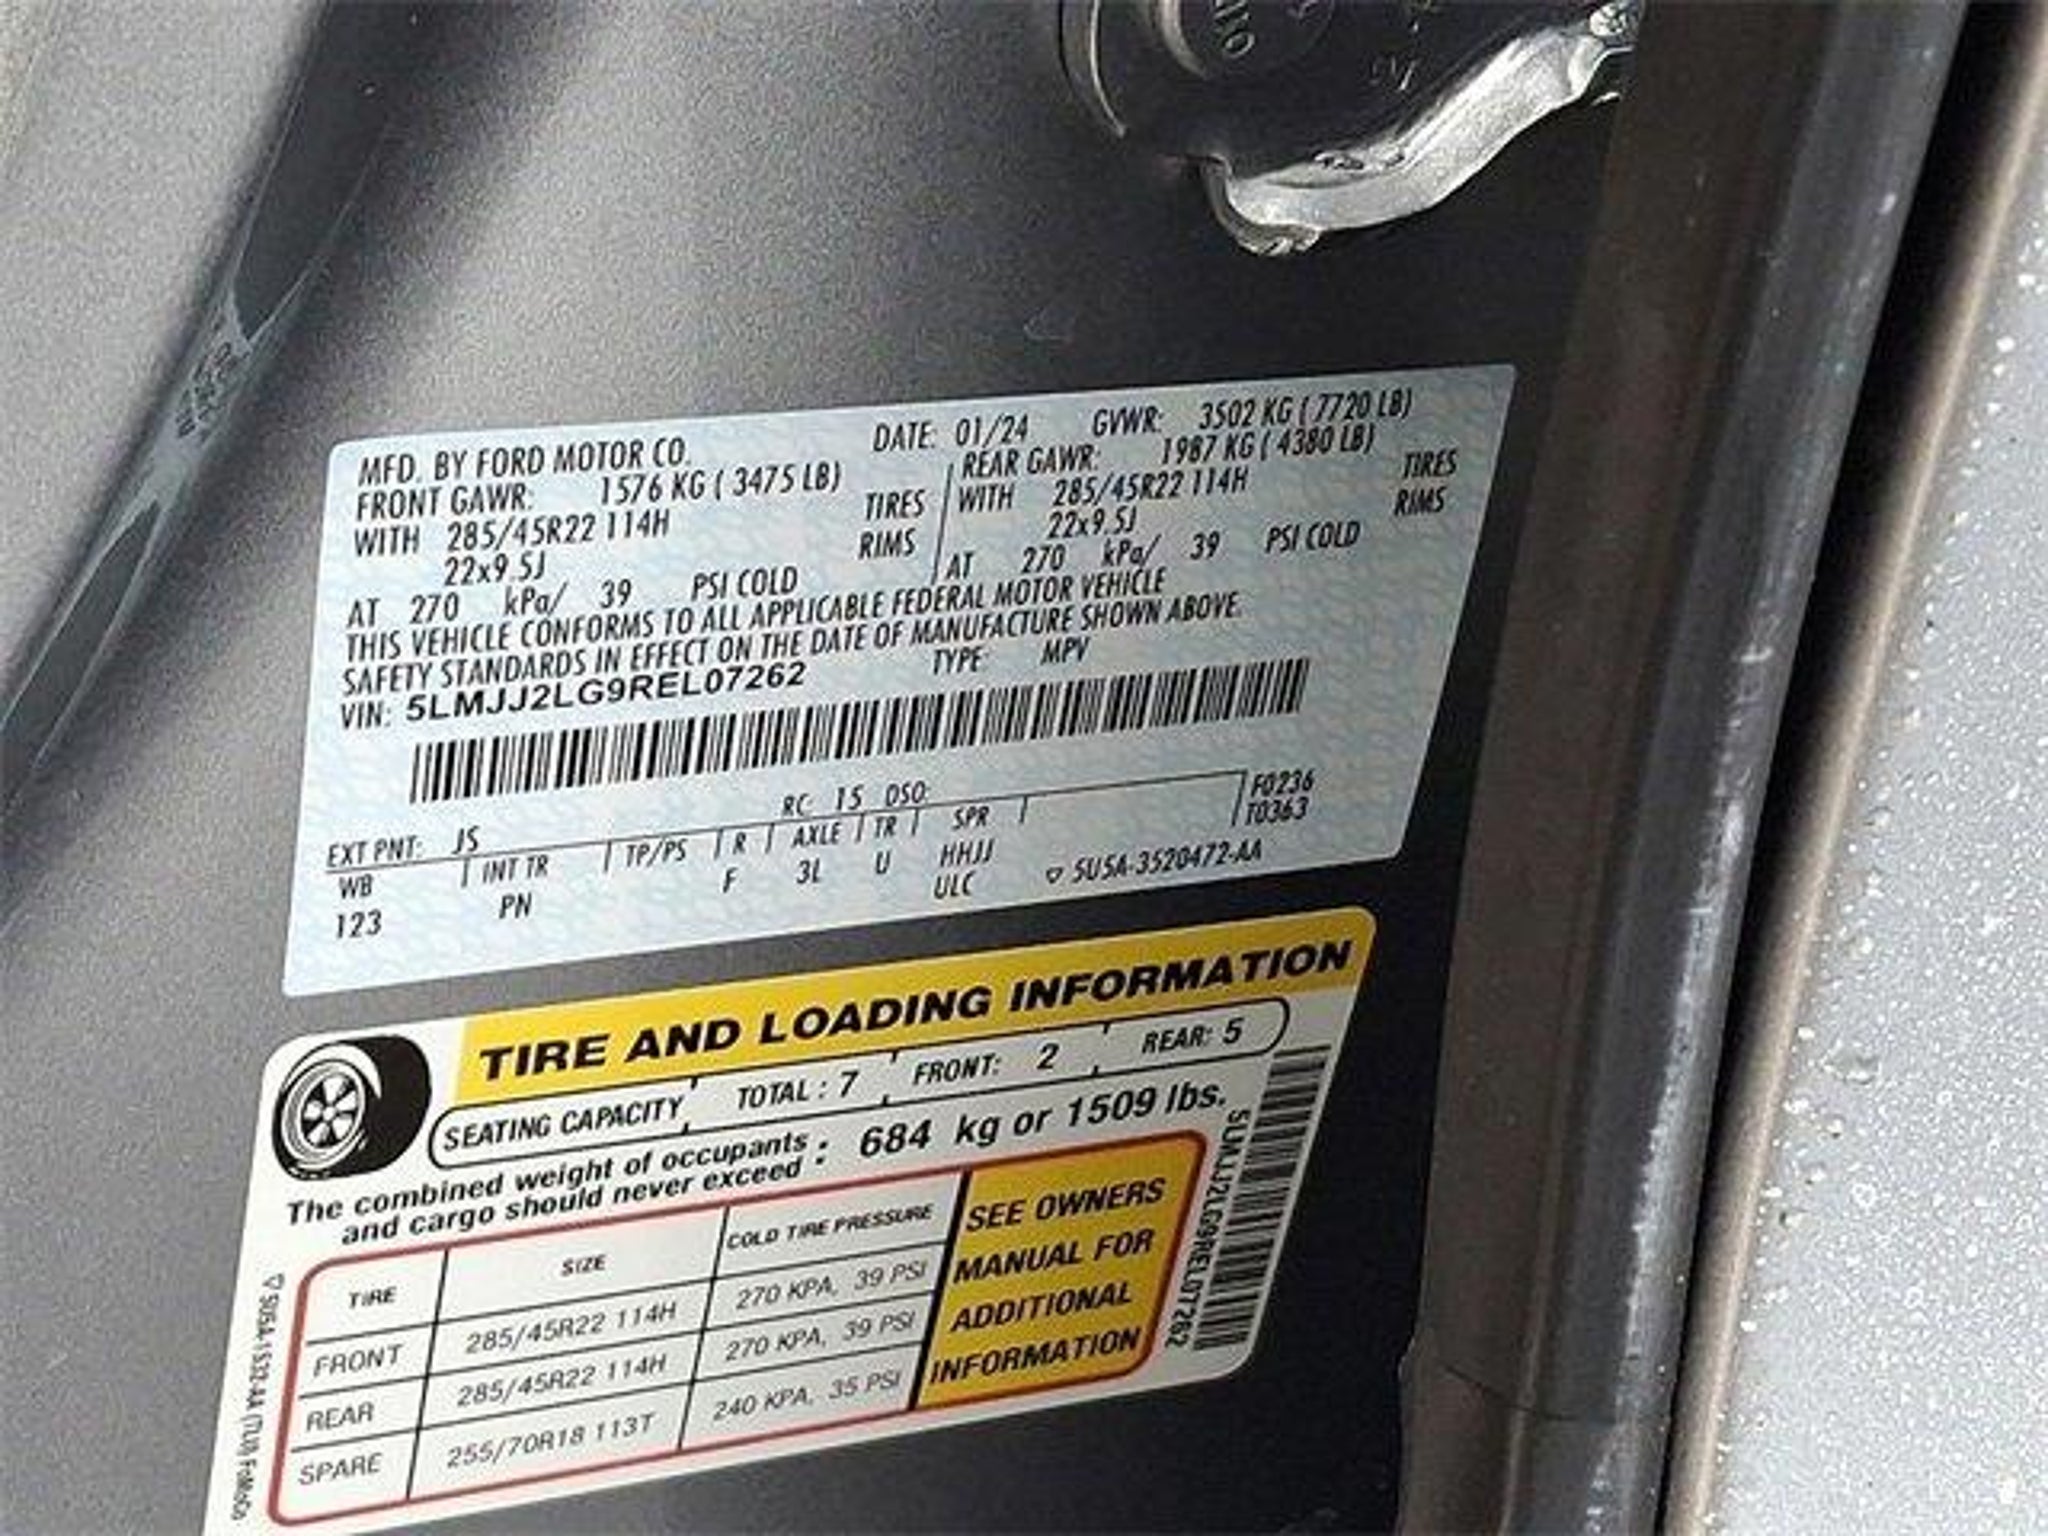 MFD. BY FORD MOTOR CO. DATE: 01/24 GVWR: 3502 KG ( 7720 LB)
FRONT GAWR: 1576 KG ( 3475 LB) REAR GAWR: 1987 KG ( 4380 LB)
WITH 285/45R22 114H TIRES WITH 285/45R22 114H TIRES
22x9.5J RIMS 22x9.5J RIMS
AT 270 kPa/ 39 PSI COLD AT 270 kPa/ 39 PSI COLD
THIS VEHICLE CONFORMS TO ALL APPLICABLE FEDERAL MOTOR VEHICLE
SAFETY STANDARDS IN EFFECT ON THE DATE OF MANUFACTURE SHOWN ABOVE.
VIN: 5LMJJ2LG9REL07262 TYPE: MPV
EXT PNT: JS RC: 15 DSO: F0236
WB INT TR TP/PS R AXLE TR SPR T0363
123 PN F 3L U HHJJ
ULC ▽ 5U5A-3520472-AA
TIRE AND LOADING INFORMATION
SEATING CAPACITY TOTAL : 7 FRONT: 2 REAR: 5
The combined weight of occupants
and cargo should never exceed : 684 kg or 1509 lbs.
TIRE SIZE COLD TIRE PRESSURE
FRONT 285/45R22 114H 270 KPA, 39 PSI
REAR 285/45R22 114H 270 KPA, 39 PSI
SPARE 255/70R18 113T 240 KPA, 35 PSI
SEE OWNERS
MANUAL FOR
ADDITIONAL
INFORMATION
5LMJJ2LG9REL07262